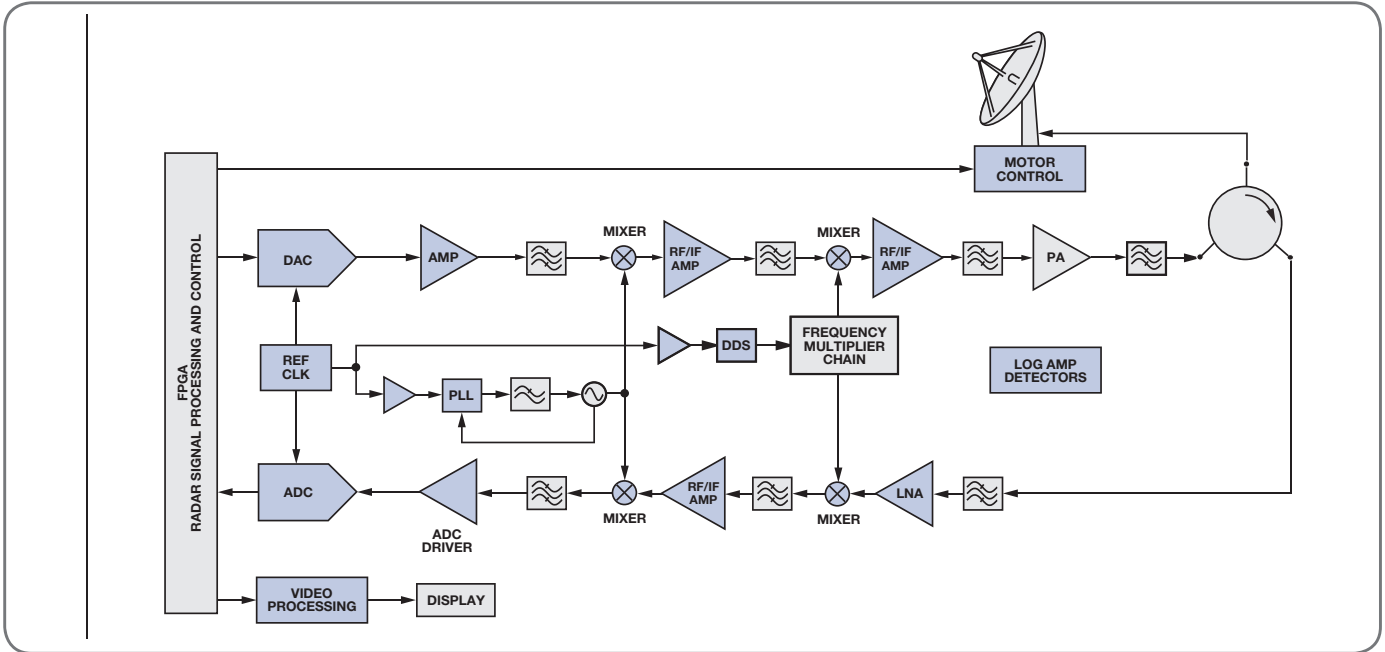 MOTOR
CONTROL
FPGA
RADAR SIGNAL PROCESSING AND CONTROL
DAC
AMP
MIXER
RF/IF
AMP
MIXER
RF/IF
AMP
PA
REF
CLK
PLL
DDS
FREQUENCY
MULTIPLIER
CHAIN
LOG AMP
DETECTORS
ADC
ADC
DRIVER
MIXER
RF/IF
AMP
MIXER
LNA
VIDEO
PROCESSING
DISPLAY